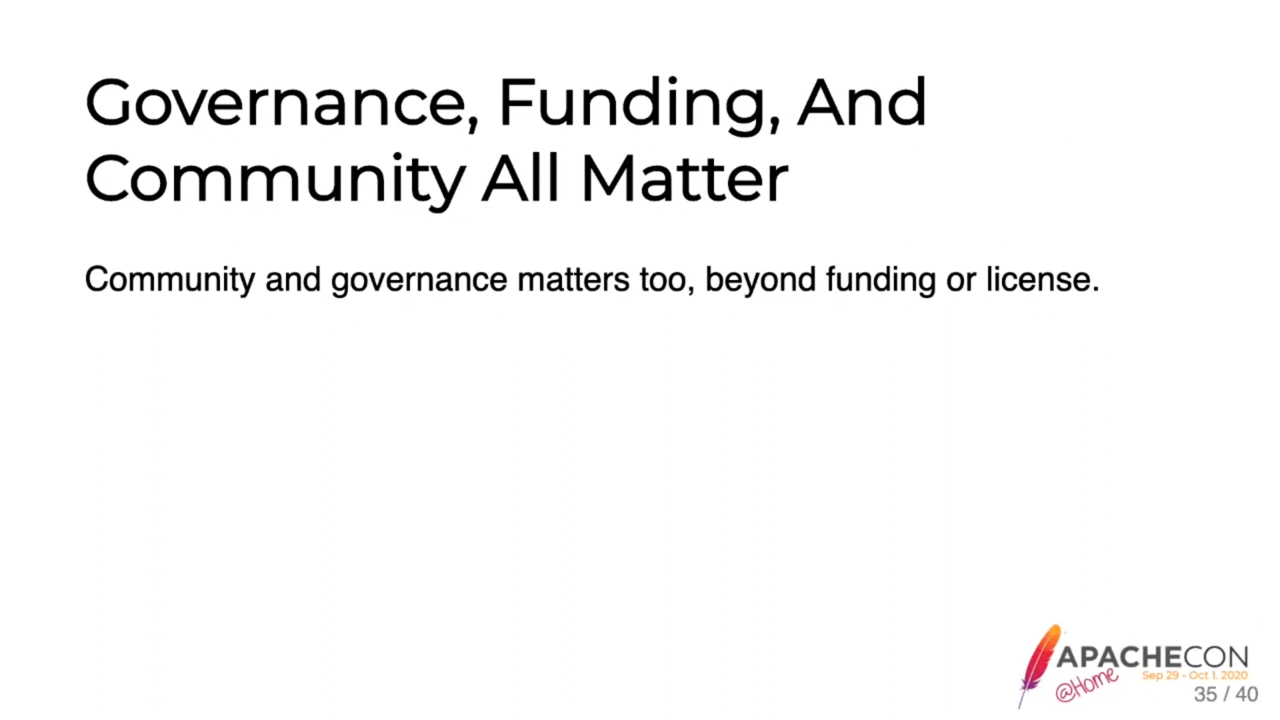 Governance, Funding, And
Community All Matter
Community and governance matters too, beyond funding or license.
APACHECON
@Home
Sep 29 - Oct 1, 2020
35 / 40